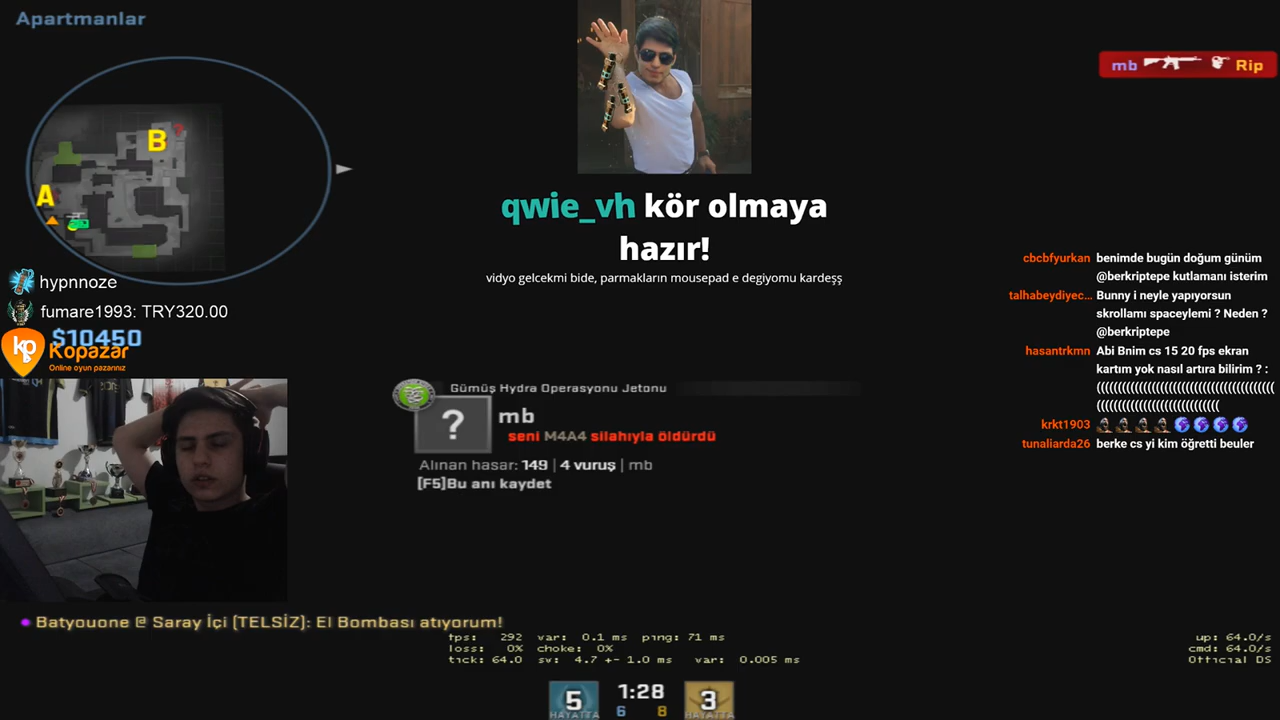 Apartmanlar
mb Rip
B
A
qwie_vh kör olmaya
hazır!
vidyo gelcekmi bide, parmakların mousepad e degiyomu kardeşş
hypnnoze
fumare1993: TRY320.00
$10450
kp Kopazar
Online oyun pazarınız
cbcbfyurkan benimde bugün doğum günüm
@berkriptepe kutlamanı isterim
talhabeydiyec... Bunny i neyle yapıyorsun
skrollamı spaceylemi ? Neden ?
@berkriptepe
hasantrkmn Abi Bnim cs 15 20 fps ekran
kartım yok nasıl artıra bilirim ? :
((((((((((((((((((((((((((((((((((((((((((
(((((((((((((((((((((((((((((
krkt1903
tunaliarda26 berke cs yi kim öğretti beuler
Gümüş Hydra Operasyonu Jetonu
?
mb
seni M4A4 silahıyla öldürdü
Alınan hasar: 149 | 4 vuruş | mb
[F5]Bu anı kaydet
Batyouone @ Saray İçi (TELSİZ): El Bombası atıyorum!
fps: 292 var: 0.1 ms ping: 71 ms
loss: 0% choke: 0%
tick: 64.0 sv: 4.7 +- 1.0 ms var: 0.005 ms
up: 64.0/s
cmd: 64.0/s
Official DS
5 1:28 3
HAYATTA 6 8 HAYATTA